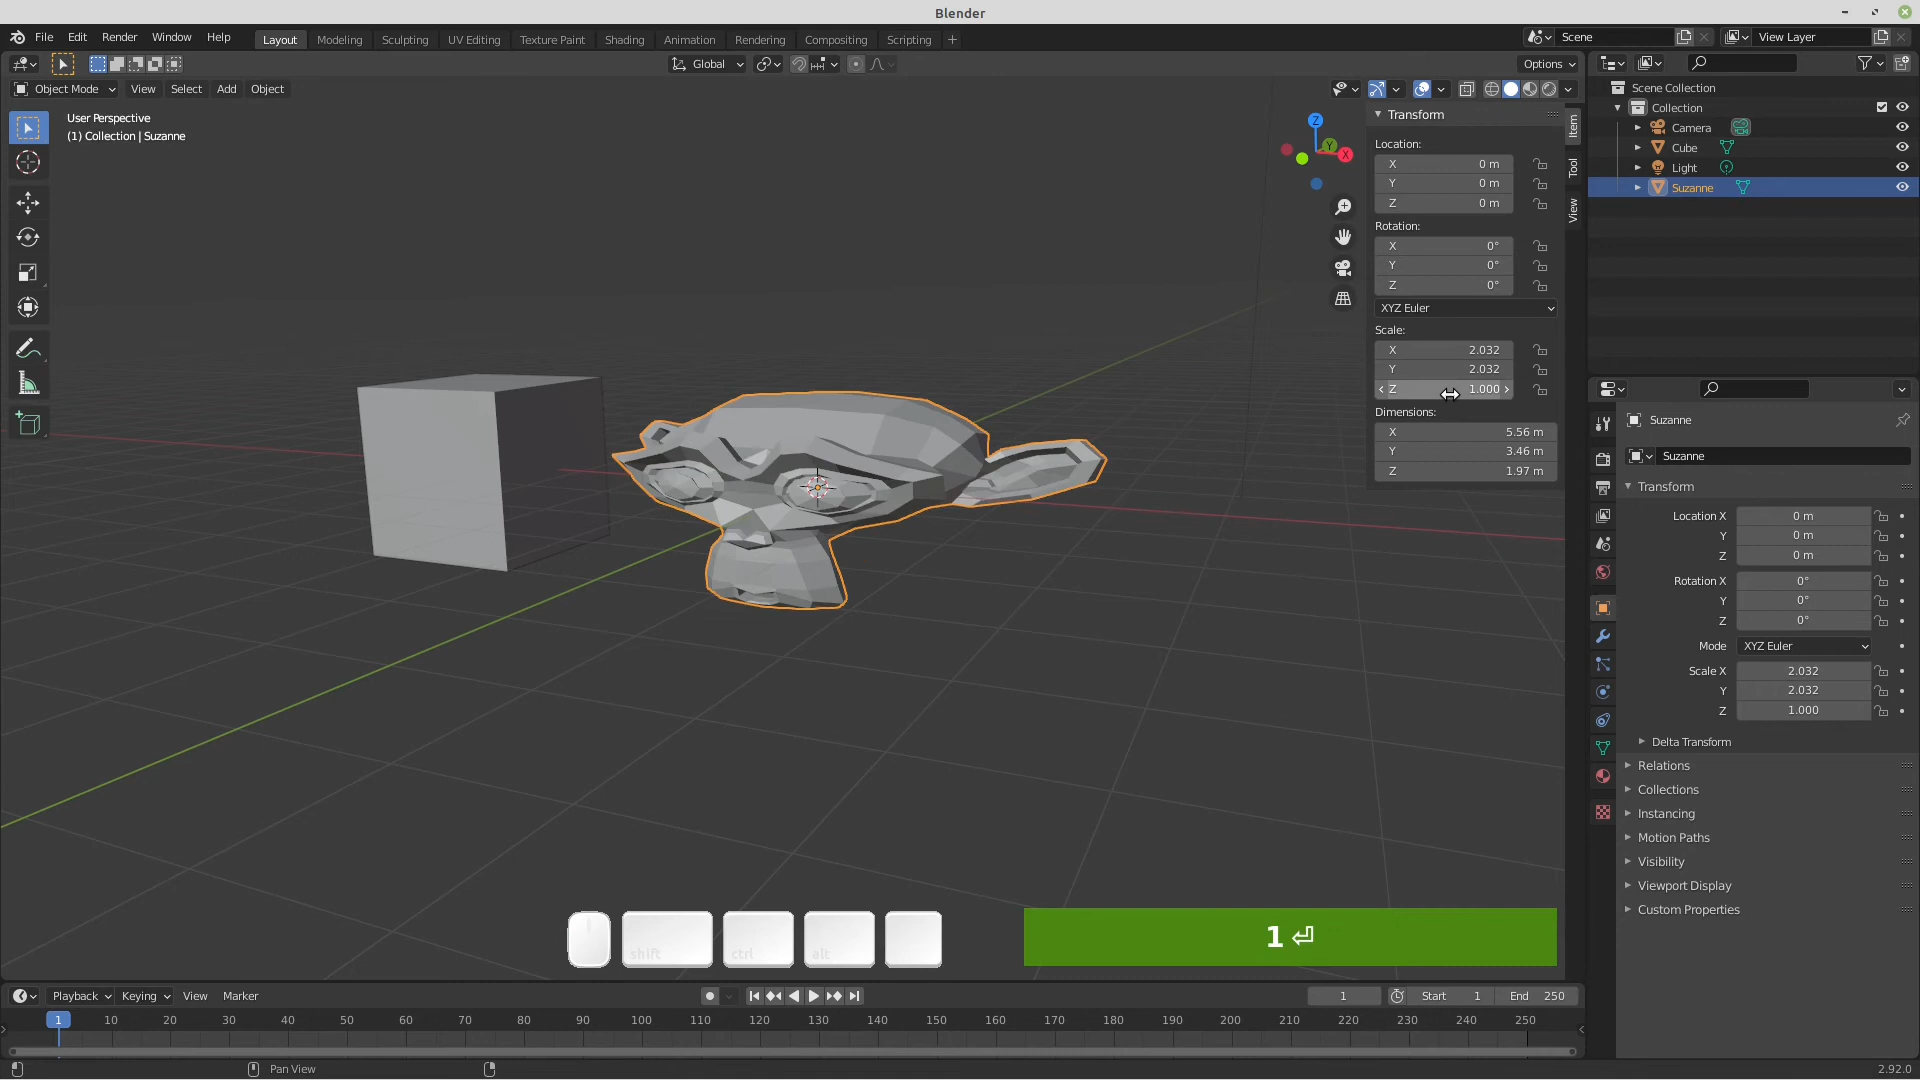 Blender
File Edit Render Window Help
Layout Modeling Sculpting UV Editing Texture Paint Shading Animation Rendering Compositing Scripting +
Scene
View Layer
Global
Options
Object Mode View Select Add Object
User Perspective
(1) Collection | Suzanne
Z
Y
X
Transform
Location:
X 0 m
Y 0 m
Z 0 m
Rotation:
X 0°
Y 0°
Z 0°
XYZ Euler
Scale:
X 2.032
Y 2.032
Z 1.000
Dimensions:
X 5.56 m
Y 3.46 m
Z 1.97 m
Item
Tool
View
Scene Collection
Collection
Camera
Cube
Light
Suzanne
Suzanne
Suzanne
Transform
Location X 0 m
Y 0 m
Z 0 m
Rotation X 0°
Y 0°
Z 0°
Mode XYZ Euler
Scale X 2.032
Y 2.032
Z 1.000
Delta Transform
Relations
Collections
Instancing
Motion Paths
Visibility
Viewport Display
Custom Properties
shift ctrl alt
1 ⏎
Playback Keying View Marker
1 Start 1 End 250
1 10 20 30 40 50 60 70 80 90 100 110 120 130 140 150 160 170 180 190 200 210 220 230 240 250
Pan View
2.92.0